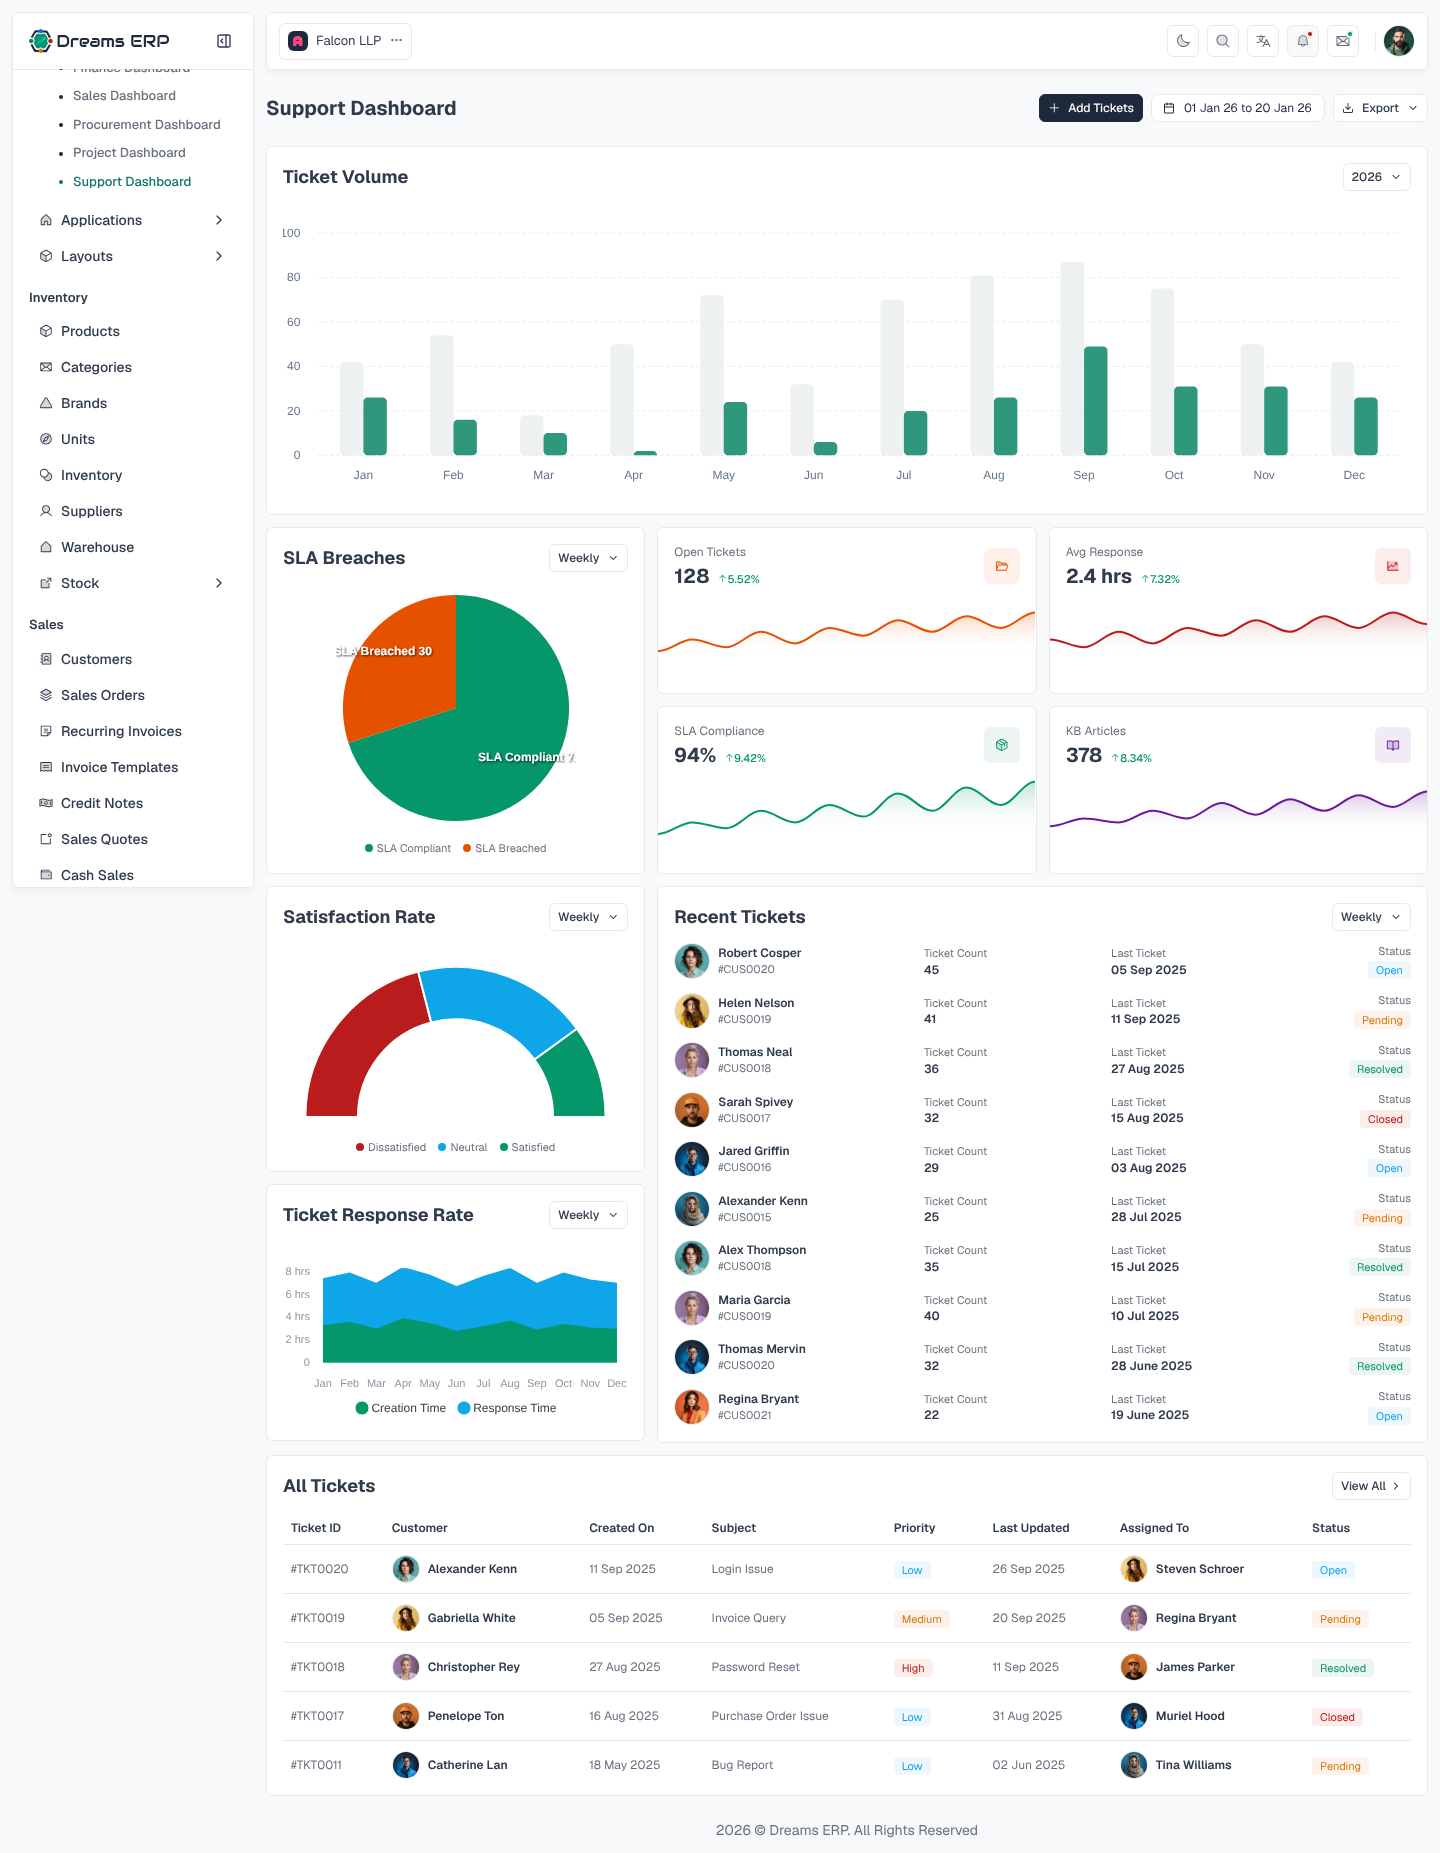 Dreams ERP
Finance Dashboard
Sales Dashboard
Procurement Dashboard
Project Dashboard
Support Dashboard
Applications
Layouts
Inventory
Products
Categories
Brands
Units
Inventory
Suppliers
Warehouse
Stock
Sales
Customers
Sales Orders
Recurring Invoices
Invoice Templates
Credit Notes
Sales Quotes
Cash Sales
Falcon LLP ···
Support Dashboard
Add Tickets
01 Jan 26 to 20 Jan 26
Export
Ticket Volume
2026
100
80
60
40
20
0
Jan Feb Mar Apr May Jun Jul Aug Sep Oct Nov Dec
SLA Breaches
Weekly
SLA Breached 30
SLA Compliant 7
SLA Compliant SLA Breached
Open Tickets
128 ↑5.52%
Avg Response
2.4 hrs ↑7.32%
SLA Compliance
94% ↑9.42%
KB Articles
378 ↑8.34%
Satisfaction Rate
Weekly
Dissatisfied Neutral Satisfied
Ticket Response Rate
Weekly
8 hrs
6 hrs
4 hrs
2 hrs
0
Jan Feb Mar Apr May Jun Jul Aug Sep Oct Nov Dec
Creation Time Response Time
Recent Tickets
Weekly
Robert Cosper Ticket Count Last Ticket Status
#CUS0020 45 05 Sep 2025 Open
Helen Nelson Ticket Count Last Ticket Status
#CUS0019 41 11 Sep 2025 Pending
Thomas Neal Ticket Count Last Ticket Status
#CUS0018 36 27 Aug 2025 Resolved
Sarah Spivey Ticket Count Last Ticket Status
#CUS0017 32 15 Aug 2025 Closed
Jared Griffin Ticket Count Last Ticket Status
#CUS0016 29 03 Aug 2025 Open
Alexander Kenn Ticket Count Last Ticket Status
#CUS0015 25 28 Jul 2025 Pending
Alex Thompson Ticket Count Last Ticket Status
#CUS0018 35 15 Jul 2025 Resolved
Maria Garcia Ticket Count Last Ticket Status
#CUS0019 40 10 Jul 2025 Pending
Thomas Mervin Ticket Count Last Ticket Status
#CUS0020 32 28 June 2025 Resolved
Regina Bryant Ticket Count Last Ticket Status
#CUS0021 22 19 June 2025 Open
All Tickets
View All
Ticket ID Customer Created On Subject Priority Last Updated Assigned To Status
#TKT0020 Alexander Kenn 11 Sep 2025 Login Issue Low 26 Sep 2025 Steven Schroer Open
#TKT0019 Gabriella White 05 Sep 2025 Invoice Query Medium 20 Sep 2025 Regina Bryant Pending
#TKT0018 Christopher Rey 27 Aug 2025 Password Reset High 11 Sep 2025 James Parker Resolved
#TKT0017 Penelope Ton 16 Aug 2025 Purchase Order Issue Low 31 Aug 2025 Muriel Hood Closed
#TKT0011 Catherine Lan 18 May 2025 Bug Report Low 02 Jun 2025 Tina Williams Pending
2026 © Dreams ERP. All Rights Reserved